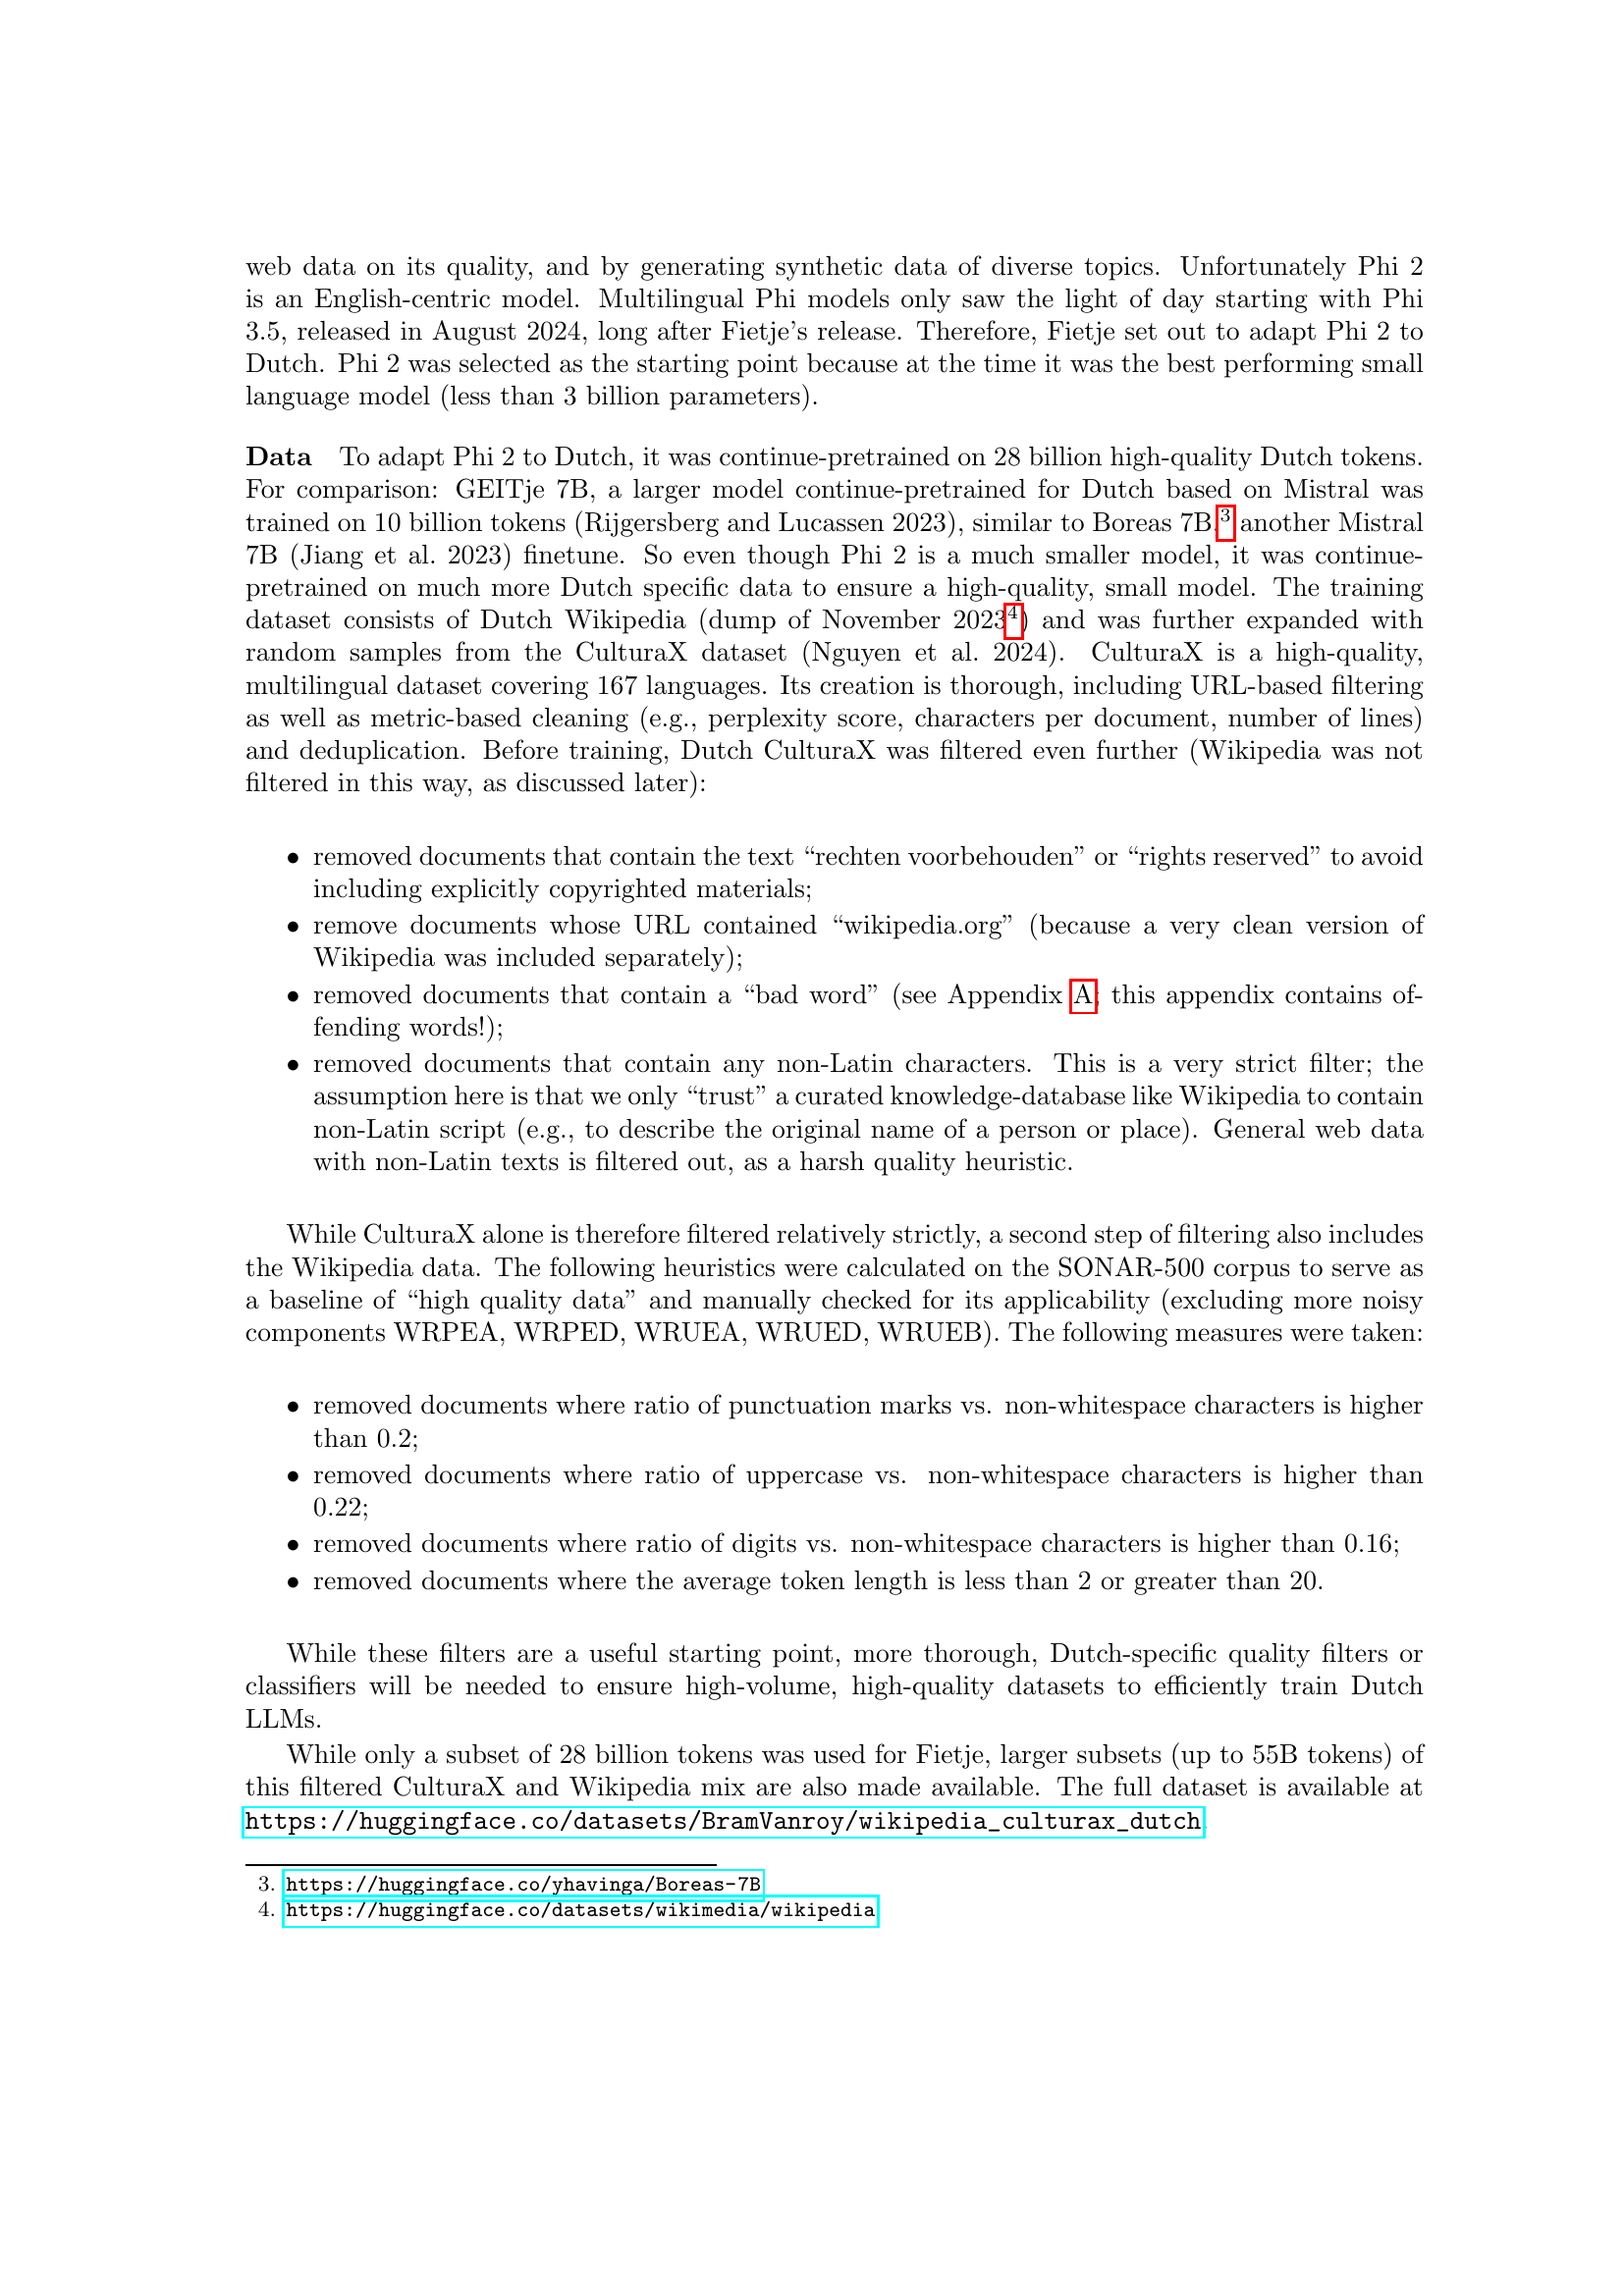 web data on its quality, and by generating synthetic data of diverse topics. Unfortunately Phi 2
is an English-centric model. Multilingual Phi models only saw the light of day starting with Phi
3.5, released in August 2024, long after Fietje’s release. Therefore, Fietje set out to adapt Phi 2 to
Dutch. Phi 2 was selected as the starting point because at the time it was the best performing small
language model (less than 3 billion parameters).
Data To adapt Phi 2 to Dutch, it was continue-pretrained on 28 billion high-quality Dutch tokens.
For comparison: GEITje 7B, a larger model continue-pretrained for Dutch based on Mistral was
trained on 10 billion tokens (Rijgersberg and Lucassen 2023), similar to Boreas 7B,3 another Mistral
7B (Jiang et al. 2023) finetune. So even though Phi 2 is a much smaller model, it was continue-
pretrained on much more Dutch specific data to ensure a high-quality, small model. The training
dataset consists of Dutch Wikipedia (dump of November 20234) and was further expanded with
random samples from the CulturaX dataset (Nguyen et al. 2024). CulturaX is a high-quality,
multilingual dataset covering 167 languages. Its creation is thorough, including URL-based filtering
as well as metric-based cleaning (e.g., perplexity score, characters per document, number of lines)
and deduplication. Before training, Dutch CulturaX was filtered even further (Wikipedia was not
filtered in this way, as discussed later):
• removed documents that contain the text “rechten voorbehouden” or “rights reserved” to avoid
including explicitly copyrighted materials;
• remove documents whose URL contained “wikipedia.org” (because a very clean version of
Wikipedia was included separately);
• removed documents that contain a “bad word” (see Appendix A; this appendix contains of-
fending words!);
• removed documents that contain any non-Latin characters. This is a very strict filter; the
assumption here is that we only “trust” a curated knowledge-database like Wikipedia to contain
non-Latin script (e.g., to describe the original name of a person or place). General web data
with non-Latin texts is filtered out, as a harsh quality heuristic.
While CulturaX alone is therefore filtered relatively strictly, a second step of filtering also includes
the Wikipedia data. The following heuristics were calculated on the SONAR-500 corpus to serve as
a baseline of “high quality data” and manually checked for its applicability (excluding more noisy
components WRPEA, WRPED, WRUEA, WRUED, WRUEB). The following measures were taken:
• removed documents where ratio of punctuation marks vs. non-whitespace characters is higher
than 0.2;
• removed documents where ratio of uppercase vs. non-whitespace characters is higher than
0.22;
• removed documents where ratio of digits vs. non-whitespace characters is higher than 0.16;
• removed documents where the average token length is less than 2 or greater than 20.
While these filters are a useful starting point, more thorough, Dutch-specific quality filters or
classifiers will be needed to ensure high-volume, high-quality datasets to efficiently train Dutch
LLMs.
While only a subset of 28 billion tokens was used for Fietje, larger subsets (up to 55B tokens) of
this filtered CulturaX and Wikipedia mix are also made available. The full dataset is available at
https://huggingface.co/datasets/BramVanroy/wikipedia_culturax_dutch.
3. https://huggingface.co/yhavinga/Boreas-7B
4. https://huggingface.co/datasets/wikimedia/wikipedia